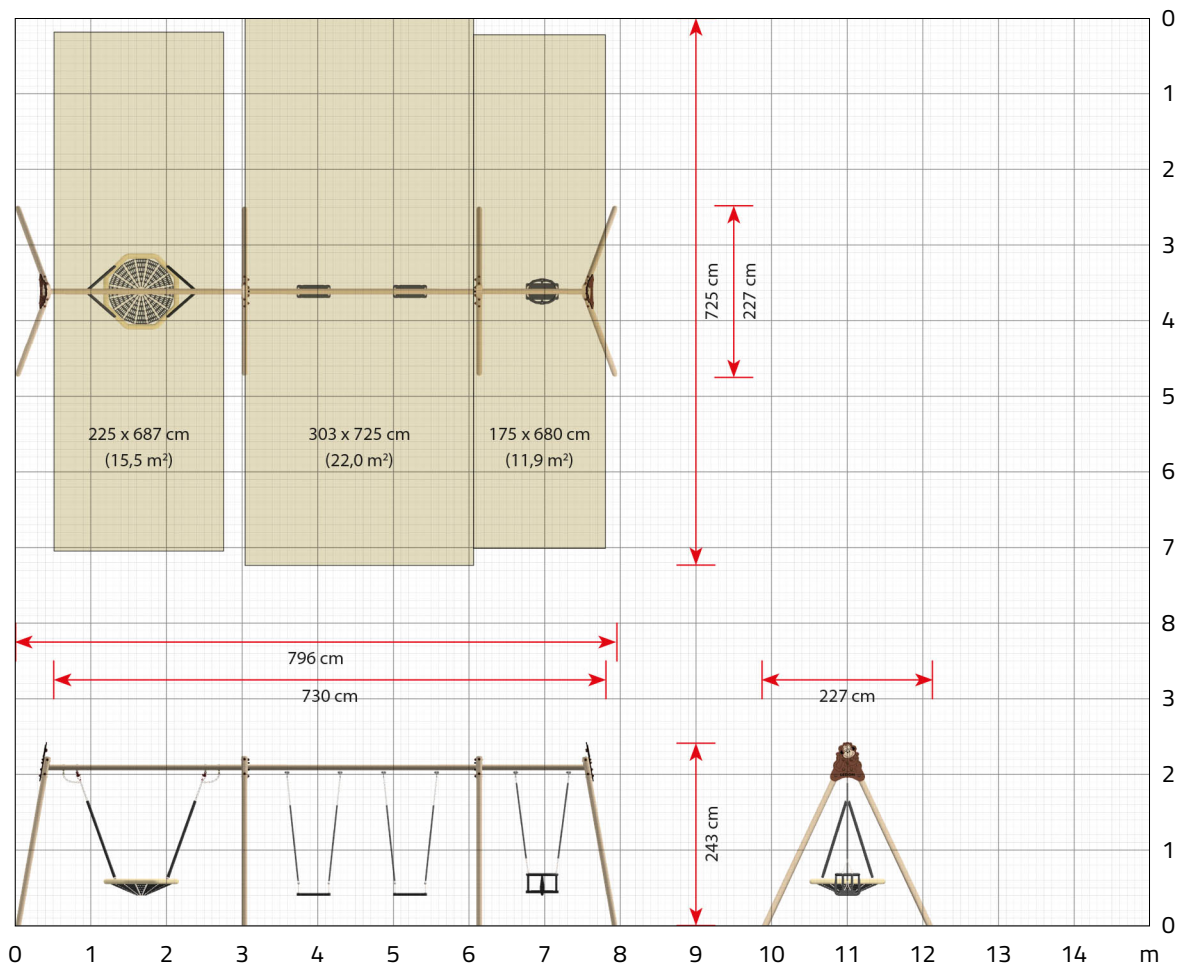 0
1
2
3
4
5
6
7
8
3
2
1
0
225 x 687 cm
(15,5 m²)
303 x 725 cm
(22,0 m²)
175 x 680 cm
(11,9 m²)
725 cm
227 cm
796 cm
730 cm
227 cm
243 cm
0 1 2 3 4 5 6 7 8 9 10 11 12 13 14 m